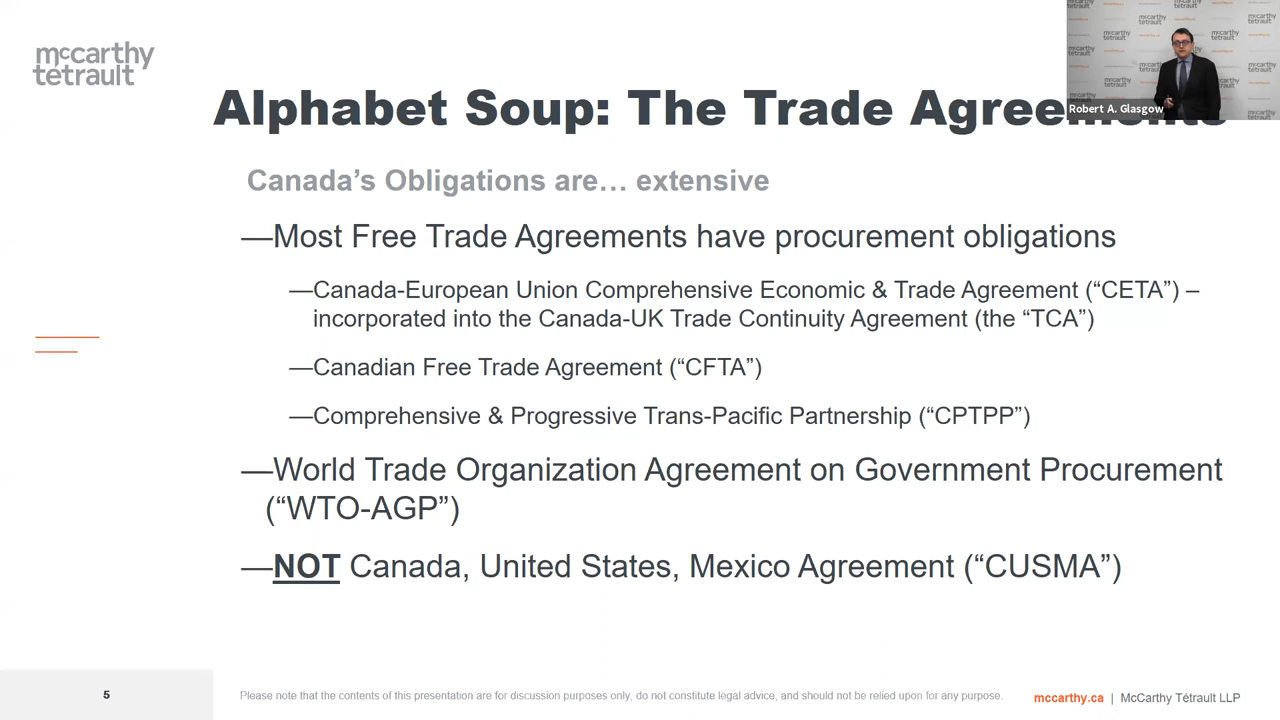 mccarthy
tetrault
Alphabet Soup: The Trade Agreements
Robert A. Glasgow
Canada's Obligations are… extensive
—Most Free Trade Agreements have procurement obligations
—Canada-European Union Comprehensive Economic & Trade Agreement (“CETA”) –
incorporated into the Canada-UK Trade Continuity Agreement (the “TCA”)
—Canadian Free Trade Agreement (“CFTA”)
—Comprehensive & Progressive Trans-Pacific Partnership (“CPTPP”)
—World Trade Organization Agreement on Government Procurement
(“WTO-AGP”)
—NOT Canada, United States, Mexico Agreement (“CUSMA”)
5
Please note that the contents of this presentation are for discussion purposes only, do not constitute legal advice, and should not be relied upon for any purpose.
mccarthy.ca | McCarthy Tétrault LLP